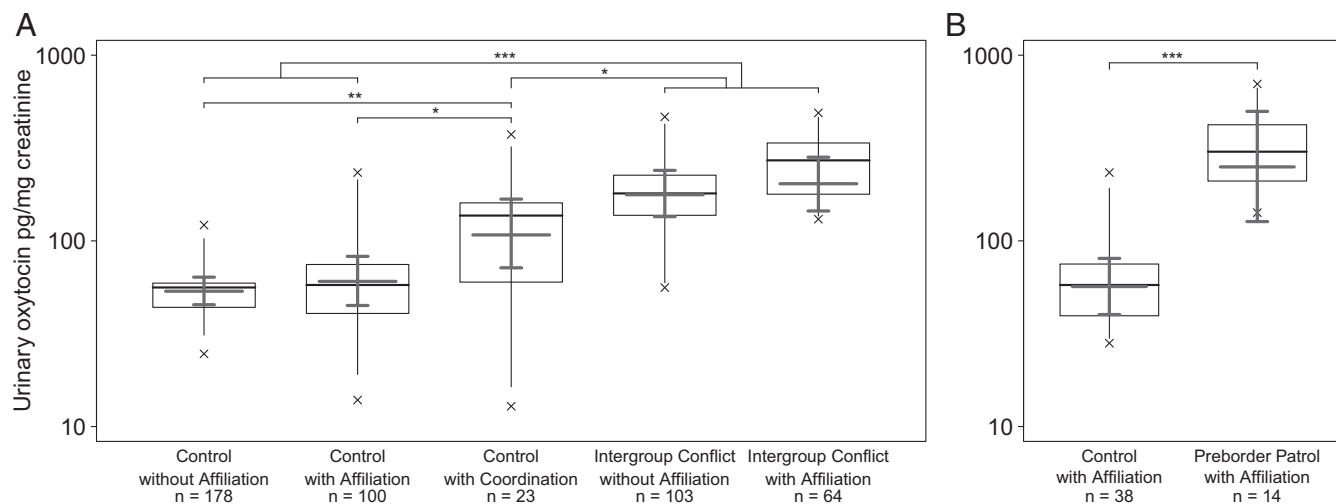 A
B
Urinary oxytocin pg/mg creatinine
1000
100
10
***
*
**
*
Control
without Affiliation
n = 178
Control
with Affiliation
n = 100
Control
with Coordination
n = 23
Intergroup Conflict
without Affiliation
n = 103
Intergroup Conflict
with Affiliation
n = 64
1000
100
10
***
Control
with Affiliation
n = 38
Preborder Patrol
with Affiliation
n = 14